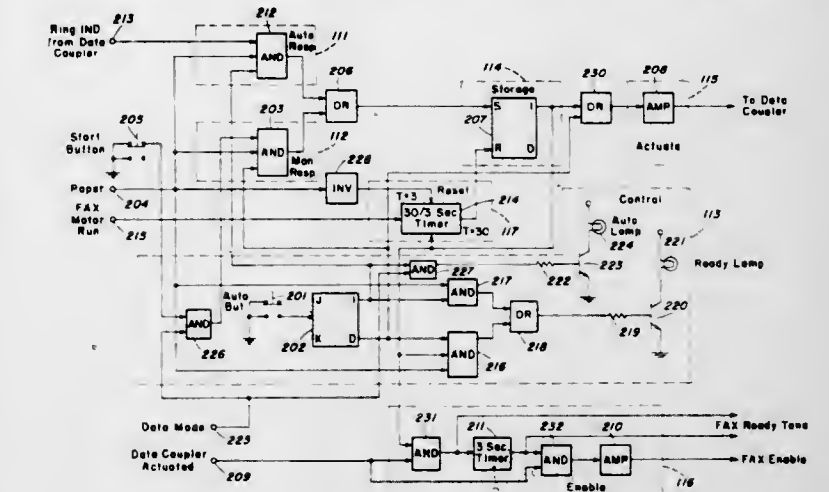 213
Ring IND
from Data
Coupler
212
Auto
Resp
111
AND
206
OR
203
AND
Man
Resp
112
205
Start
Button
Paper
204
FAX
Motor
Run
215
228
INV
Reset
T=3
30/3 Sec
Timer
214
117
T=30
114
Storage
S 1
207
R 0
230
OR
208
AMP
115
To Data
Coupler
Actuate
Control
113
Auto
Lamp
224
221
Ready Lamp
AND
227
222
223
217
AND
Auto
But
201
J 1
202
K 0
AND
226
OR
218
219
220
AND
216
Data Mode
225
Data Coupler
Actuated
209
231
AND
211
3 Sec.
Timer
232
AND
210
AMP
FAX Ready Tone
FAX Enable
Enable
116